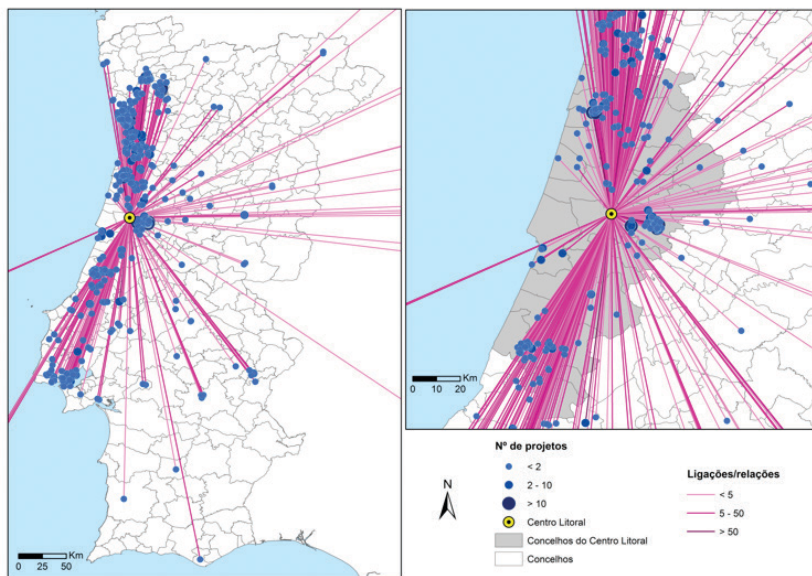 Km
0 25 50
Km
0 10 20
Nº de projetos
< 2
2 - 10
> 10
Centro Litoral
Concelhos do Centro Litoral
Concelhos
N
Ligações/relações
< 5
5 - 50
> 50